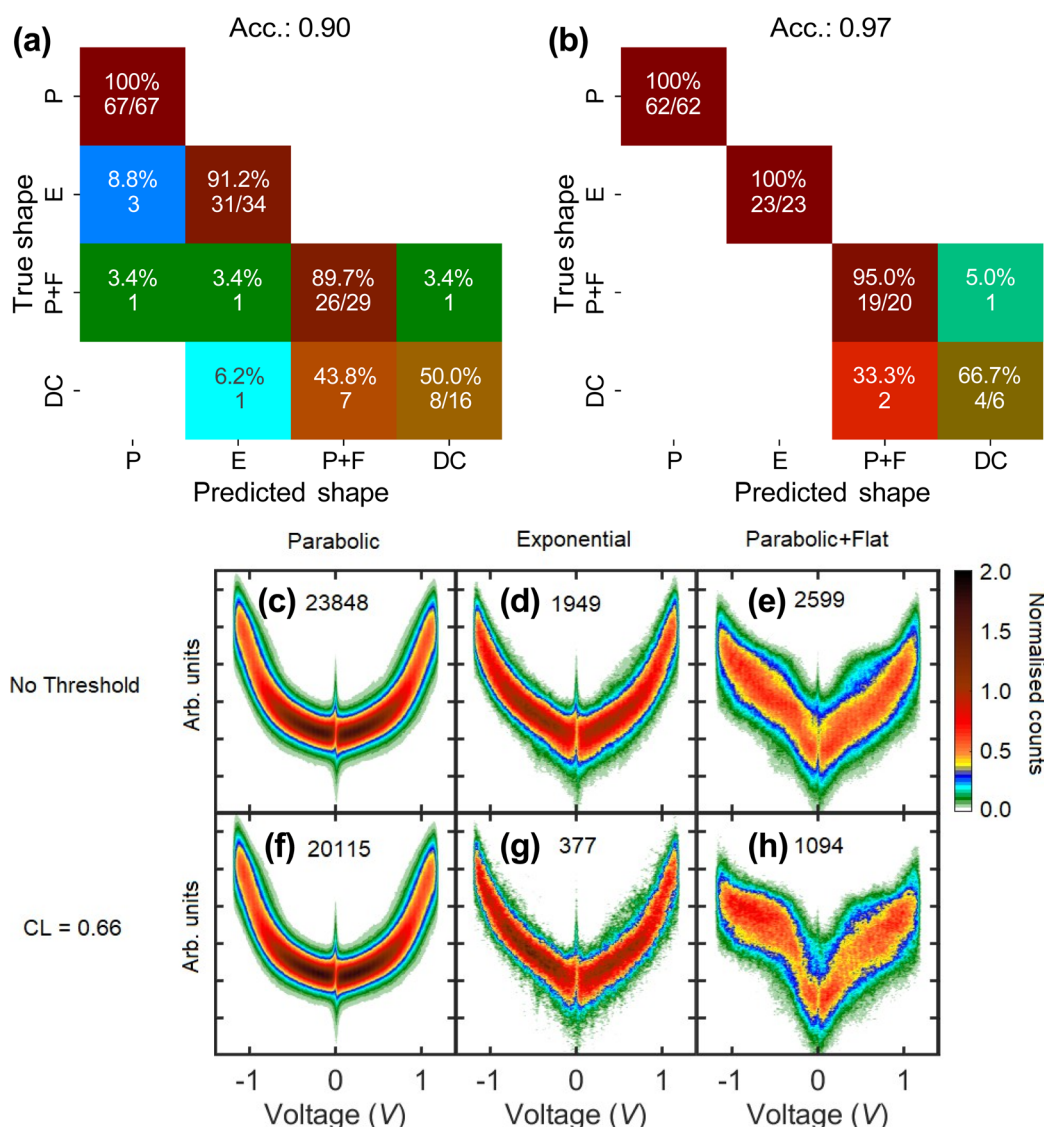 (a)
Acc.: 0.90
(b)
Acc.: 0.97
True shape
P
100%
67/67
E
8.8%
3
91.2%
31/34
P+F
3.4%
1
3.4%
1
89.7%
26/29
3.4%
1
DC
6.2%
1
43.8%
7
50.0%
8/16
P E P+F DC
Predicted shape
True shape
P
100%
62/62
E
100%
23/23
P+F
95.0%
19/20
5.0%
1
DC
33.3%
2
66.7%
4/6
P E P+F DC
Predicted shape
Parabolic Exponential Parabolic+Flat
No Threshold
Arb. units
(c) 23848
(d) 1949
(e) 2599
2.0
1.5
1.0
0.5
0.0
Normalised counts
CL = 0.66
Arb. units
(f) 20115
(g) 377
(h) 1094
-1 0 1
-1 0 1
-1 0 1
Voltage (V)
Voltage (V)
Voltage (V)